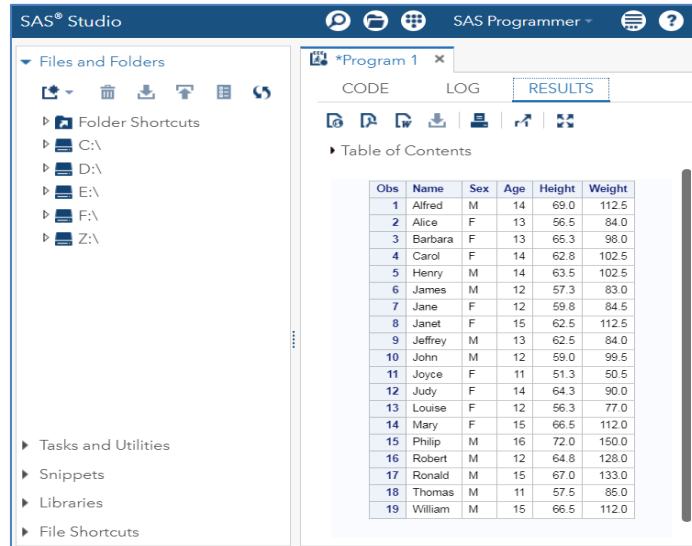 SAS® Studio
SAS Programmer
?
Files and Folders
Folder Shortcuts
C:\
D:\
E:\
F:\
Z:\
Tasks and Utilities
Snippets
Libraries
File Shortcuts
*Program 1 ×
CODE LOG RESULTS
Table of Contents
Obs Name Sex Age Height Weight
1 Alfred M 14 69.0 112.5
2 Alice F 13 56.5 84.0
3 Barbara F 13 65.3 98.0
4 Carol F 14 62.8 102.5
5 Henry M 14 63.5 102.5
6 James M 12 57.3 83.0
7 Jane F 12 59.8 84.5
8 Janet F 15 62.5 112.5
9 Jeffrey M 13 62.5 84.0
10 John M 12 59.0 99.5
11 Joyce F 11 51.3 50.5
12 Judy F 14 64.3 90.0
13 Louise F 12 56.3 77.0
14 Mary F 15 66.5 112.0
15 Philip M 16 72.0 150.0
16 Robert M 12 64.8 128.0
17 Ronald M 15 67.0 133.0
18 Thomas M 11 57.5 85.0
19 William M 15 66.5 112.0